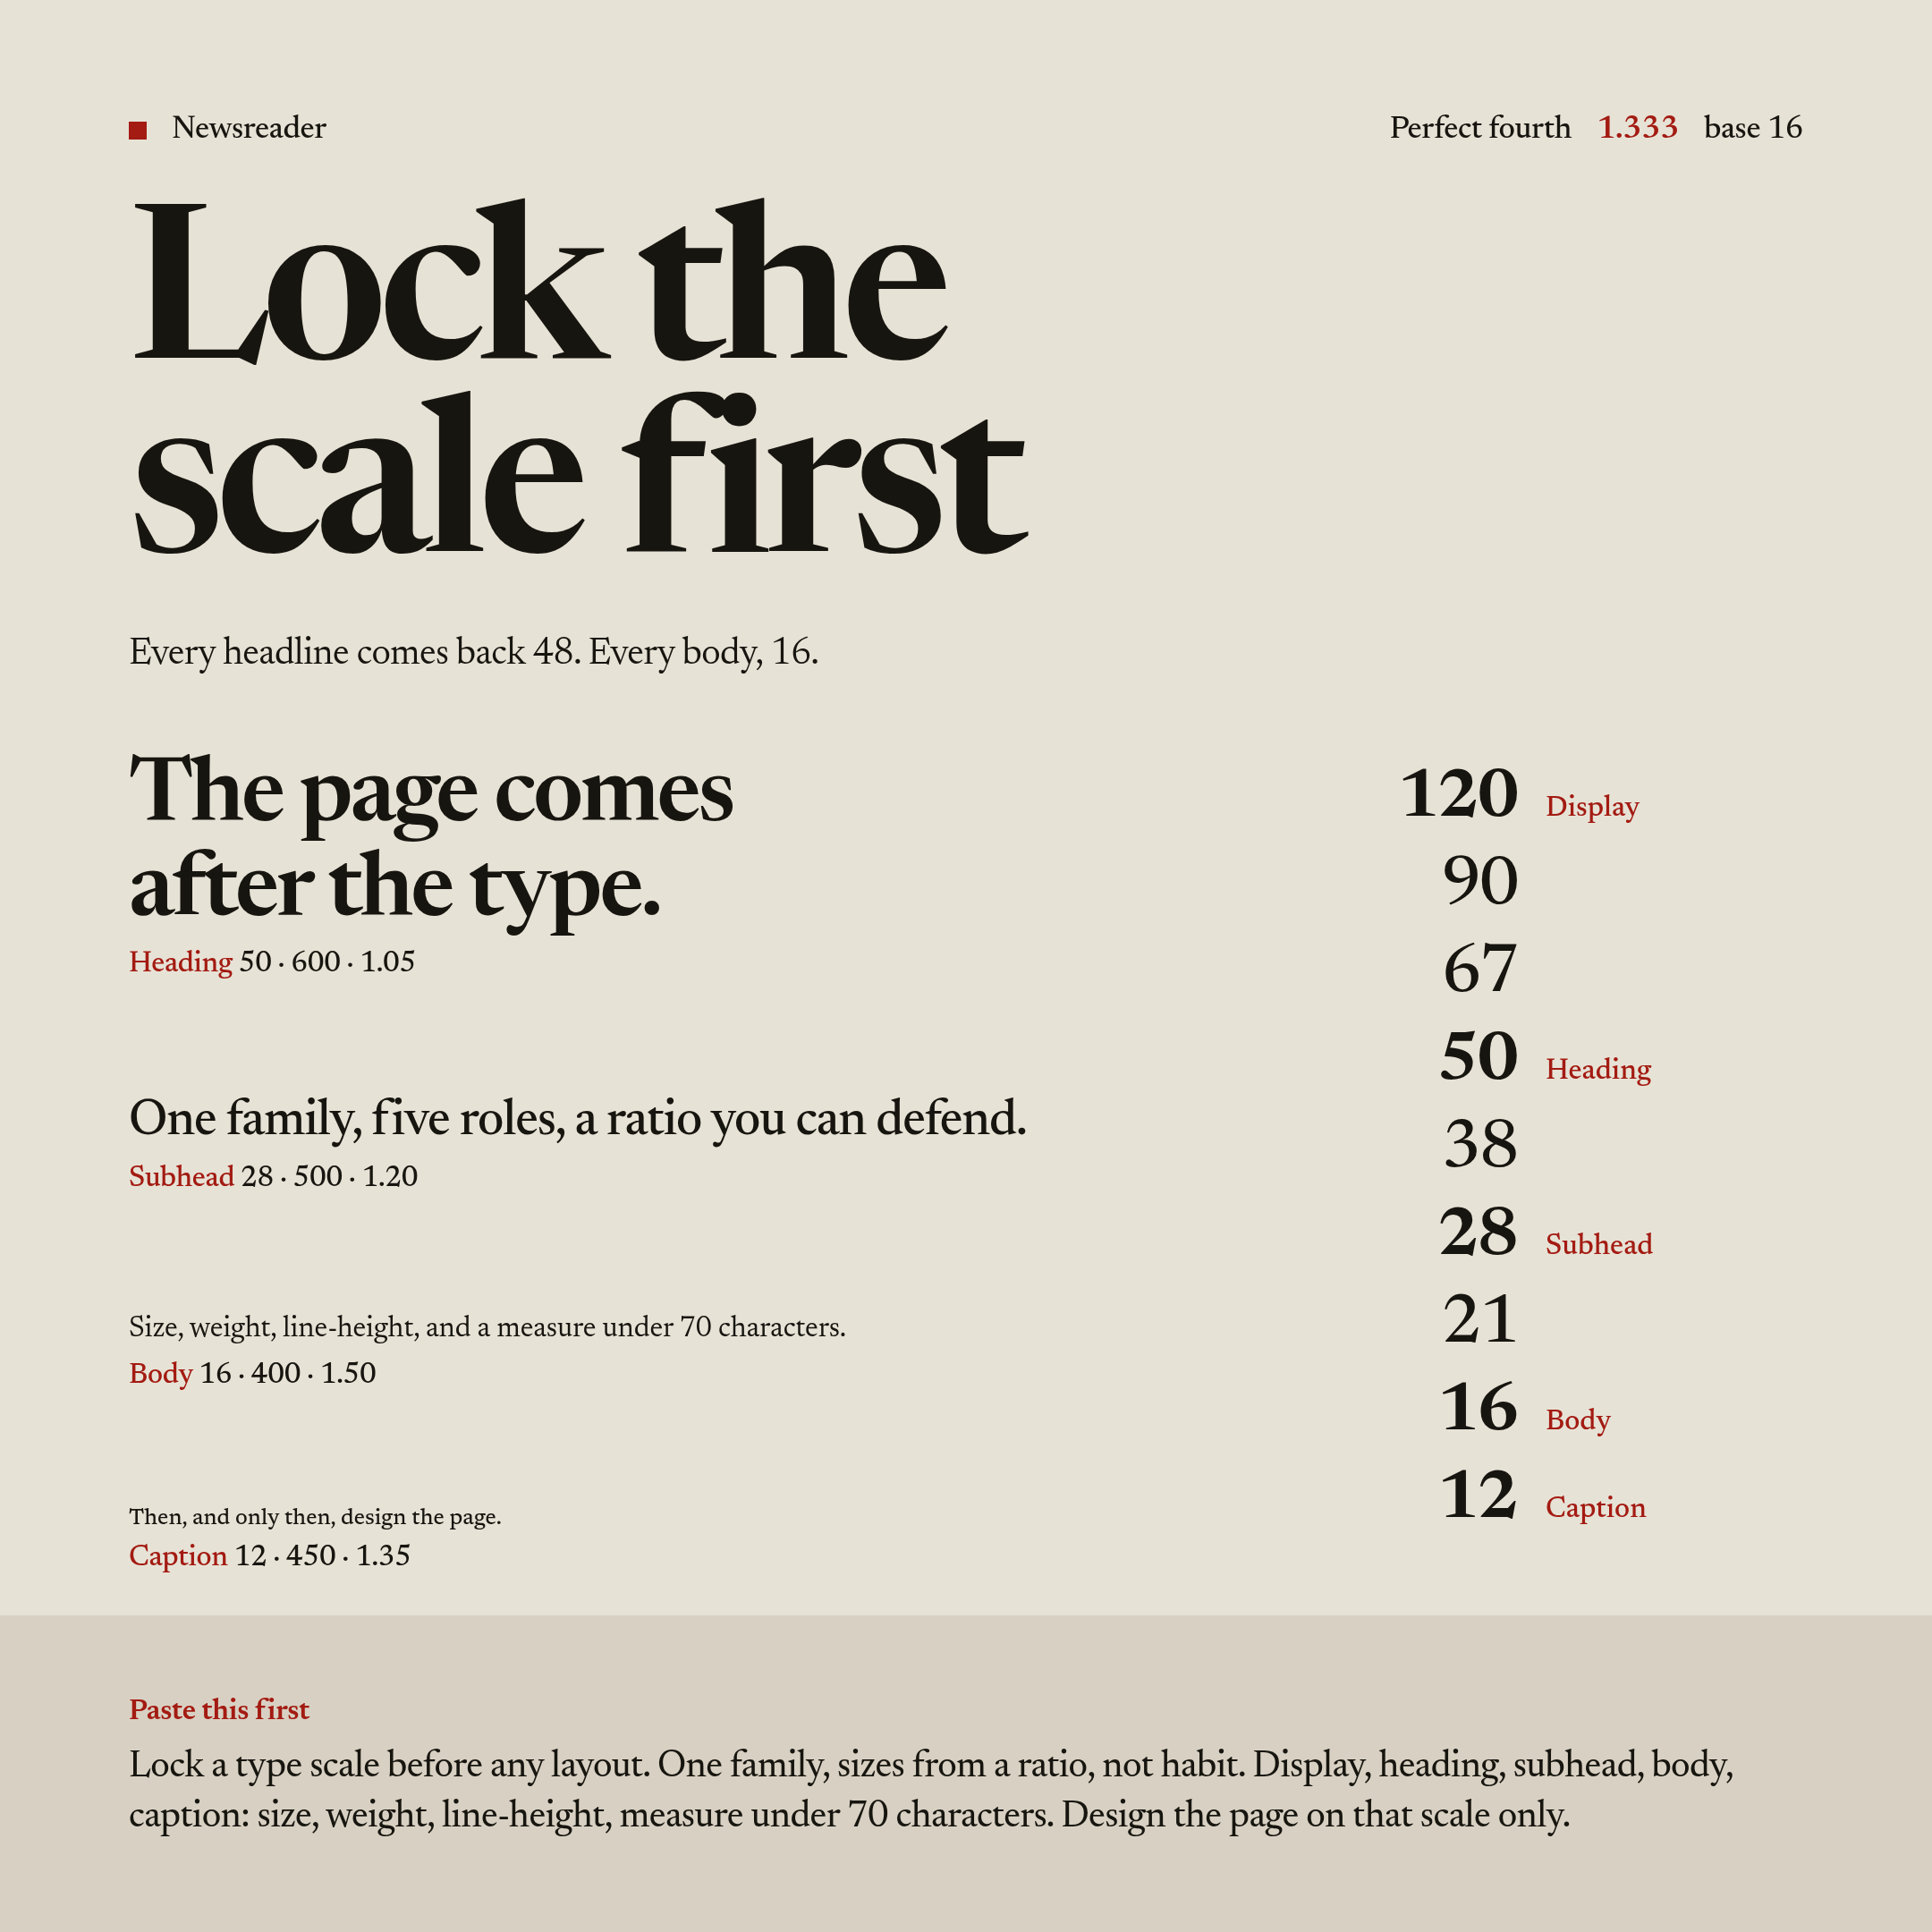 Newsreader
Perfect fourth 1.333 base 16
Lock the
scale first
Every headline comes back 48. Every body, 16.
The page comes
after the type.
Heading 50 · 600 · 1.05
One family, five roles, a ratio you can defend.
Subhead 28 · 500 · 1.20
Size, weight, line-height, and a measure under 70 characters.
Body 16 · 400 · 1.50
Then, and only then, design the page.
Caption 12 · 450 · 1.35
120 Display
90
67
50 Heading
38
28 Subhead
21
16 Body
12 Caption
Paste this first
Lock a type scale before any layout. One family, sizes from a ratio, not habit. Display, heading, subhead, body,
caption: size, weight, line-height, measure under 70 characters. Design the page on that scale only.